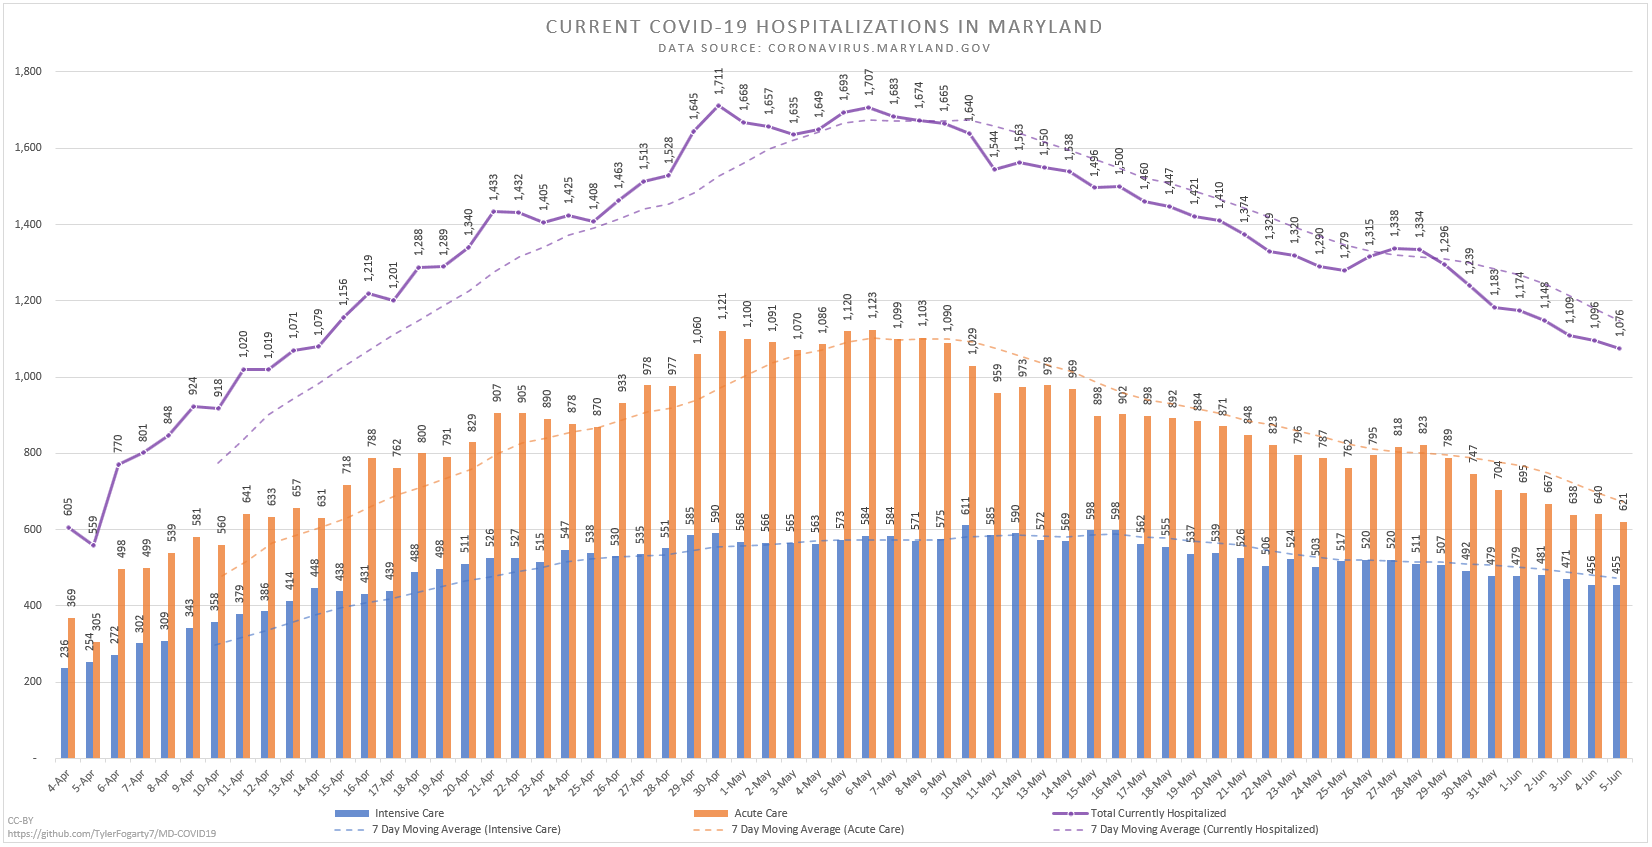 CURRENT COVID-19 HOSPITALIZATIONS IN MARYLAND
DATA SOURCE: CORONAVIRUS.MARYLAND.GOV
1,800
1,600
1,400
1,200
1,000
800
600
400
200
-
605 559 770 801 848 924 918 1,020 1,019 1,071 1,079 1,156 1,219 1,201 1,288 1,289 1,340 1,433 1,432 1,405 1,425 1,408 1,463 1,513 1,528 1,645 1,711 1,668 1,657 1,635 1,649 1,693 1,707 1,683 1,674 1,665 1,640 1,544 1,563 1,550 1,538 1,496 1,500 1,460 1,447 1,421 1,410 1,374 1,329 1,320 1,290 1,279 1,315 1,338 1,334 1,296 1,239 1,183 1,174 1,148 1,109 1,096 1,076
369 305 498 499 539 581 560 641 633 657 631 718 788 762 800 791 829 907 905 890 878 870 933 978 977 1,060 1,121 1,100 1,091 1,070 1,086 1,120 1,123 1,099 1,103 1,090 1,029 959 973 978 969 898 902 898 892 884 871 848 823 796 787 762 795 818 823 789 747 704 695 667 638 640 621
236 254 272 302 309 343 358 379 386 414 448 438 431 439 488 498 511 526 527 515 547 538 530 535 551 585 590 568 566 565 563 573 584 584 571 575 611 585 590 572 569 598 598 562 555 537 539 526 506 524 503 517 520 520 511 507 492 479 479 481 471 456 455
4-Apr 5-Apr 6-Apr 7-Apr 8-Apr 9-Apr 10-Apr 11-Apr 12-Apr 13-Apr 14-Apr 15-Apr 16-Apr 17-Apr 18-Apr 19-Apr 20-Apr 21-Apr 22-Apr 23-Apr 24-Apr 25-Apr 26-Apr 27-Apr 28-Apr 29-Apr 30-Apr 1-May 2-May 3-May 4-May 5-May 6-May 7-May 8-May 9-May 10-May 11-May 12-May 13-May 14-May 15-May 16-May 17-May 18-May 19-May 20-May 21-May 22-May 23-May 24-May 25-May 26-May 27-May 28-May 29-May 30-May 31-May 1-Jun 2-Jun 3-Jun 4-Jun 5-Jun
Intensive Care Acute Care Total Currently Hospitalized
7 Day Moving Average (Intensive Care) 7 Day Moving Average (Acute Care) 7 Day Moving Average (Currently Hospitalized)
CC-BY
https://github.com/TylerFogarty7/MD-COVID19